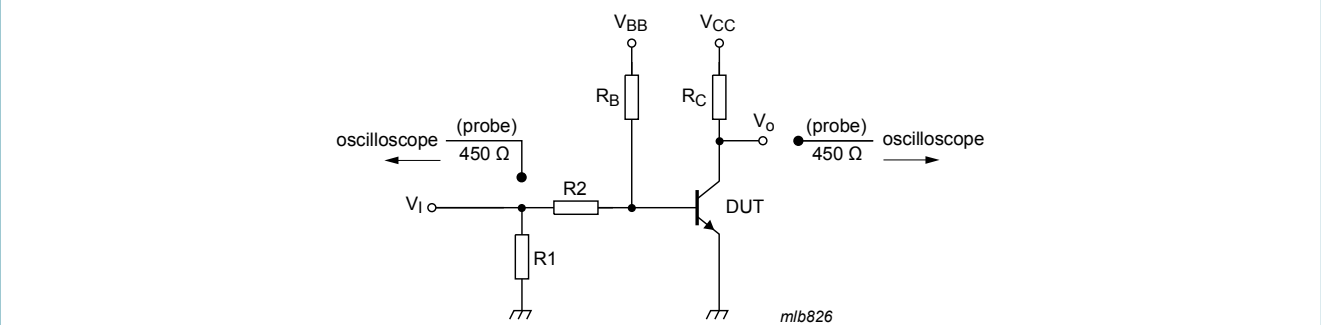 VBB
VCC
RB
RC
Vo
oscilloscope
(probe)
450 Ω
(probe)
450 Ω
oscilloscope
R2
VI
DUT
R1
mlb826